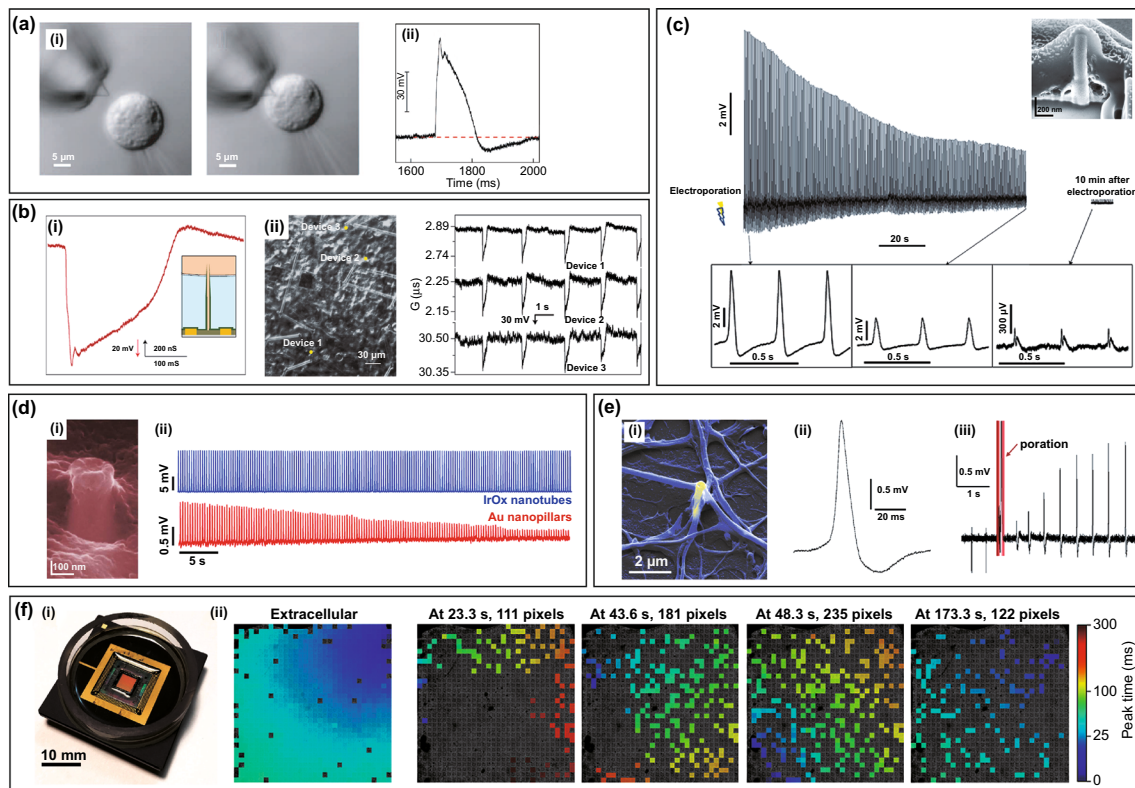 (a)
(i)
(ii)
5 µm
5 µm
30 mV
1600
1800
2000
Time (ms)
(b)
(i)
20 mV
200 nS
100 mS
(ii)
Device 3
Device 2
Device 1
30 µm
G (µs)
2.89
2.74
2.25
2.15
30.50
30.35
Device 1
1 s
30 mV
Device 2
Device 3
(c)
2 mV
Electroporation
20 s
200 nm
10 min after
electroporation
2 mV
0.5 s
2 mV
0.5 s
300 µV
0.5 s
(d)
(i)
100 nm
(ii)
5 mV
IrOx nanotubes
Au nanopillars
0.5 mV
5 s
(e)
(i)
2 µm
(ii)
0.5 mV
20 ms
(iii)
poration
0.5 mV
1 s
(f)
(i)
10 mm
(ii)
Extracellular
At 23.3 s, 111 pixels
At 43.6 s, 181 pixels
At 48.3 s, 235 pixels
At 173.3 s, 122 pixels
300
100
25
0
Peak time (ms)